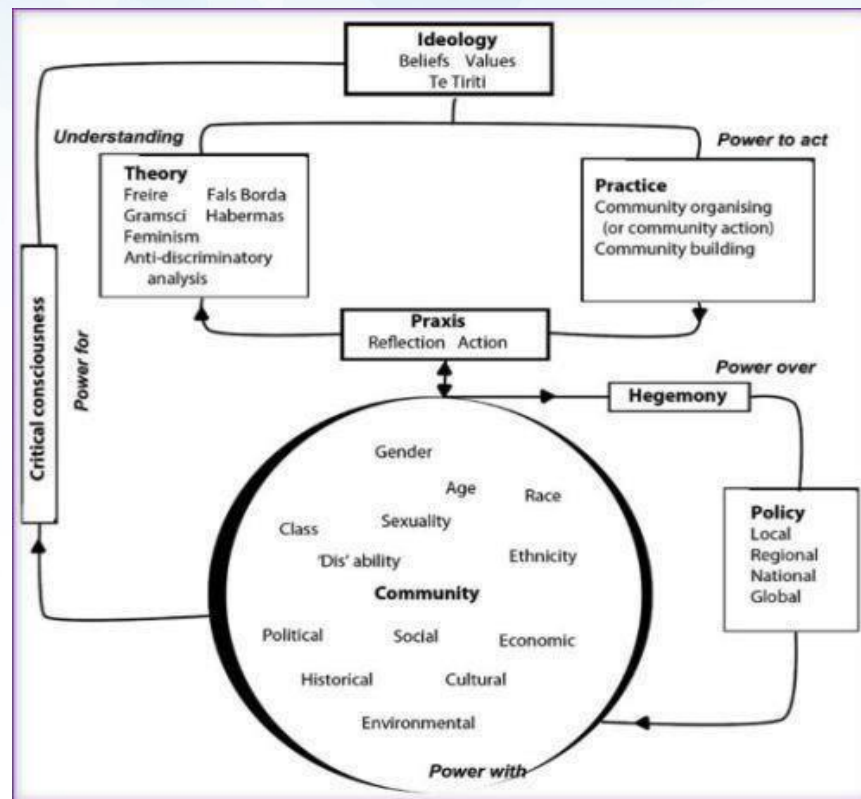 Ideology
Beliefs Values
Te Tiriti
Understanding
Power to act
Theory
Freire Fals Borda
Gramsci Habermas
Feminism
Anti-discriminatory
analysis
Practice
Community organising
(or community action)
Community building
Praxis
Reflection Action
Critical consciousness
Power for
Power over
Hegemony
Policy
Local
Regional
National
Global
Gender
Age
Race
Class
Sexuality
'Dis' ability
Ethnicity
Community
Political
Social
Economic
Historical
Cultural
Environmental
Power with